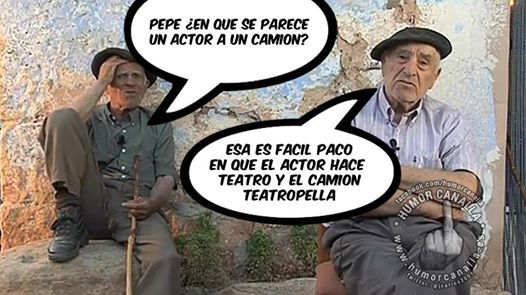 PEPE ¿EN QUE SE PARECE
UN ACTOR A UN CAMION?
ESA ES FACIL PACO
EN QUE EL ACTOR HACE
TEATRO Y EL CAMION
TEATROPELLA
HUMOR CANALLA
www.humorcanalla.es